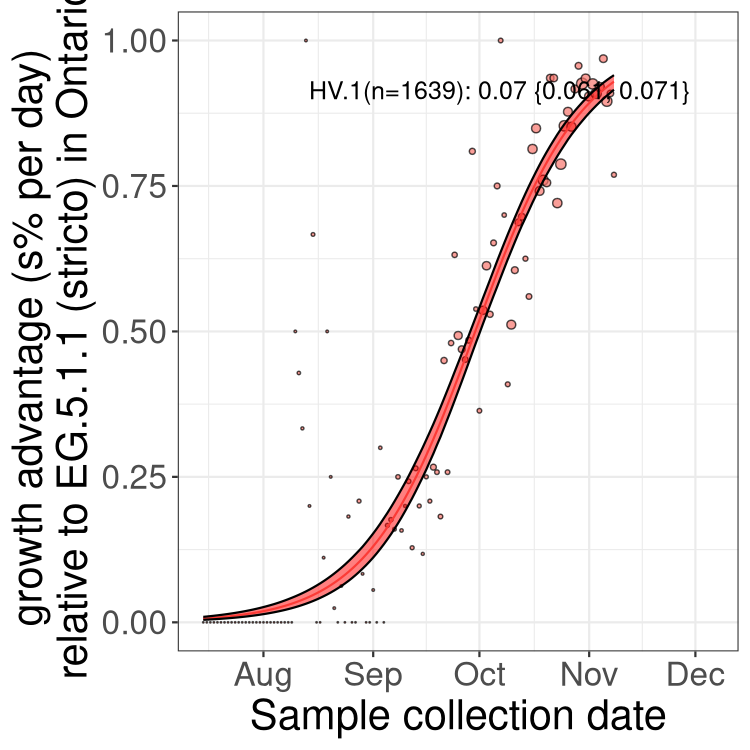 growth advantage (s% per day)
relative to EG.5.1.1 (stricto) in Ontario
1.00
0.75
0.50
0.25
0.00
HV.1(n=1639): 0.07 {0.061, 0.071}
Aug Sep Oct Nov Dec
Sample collection date